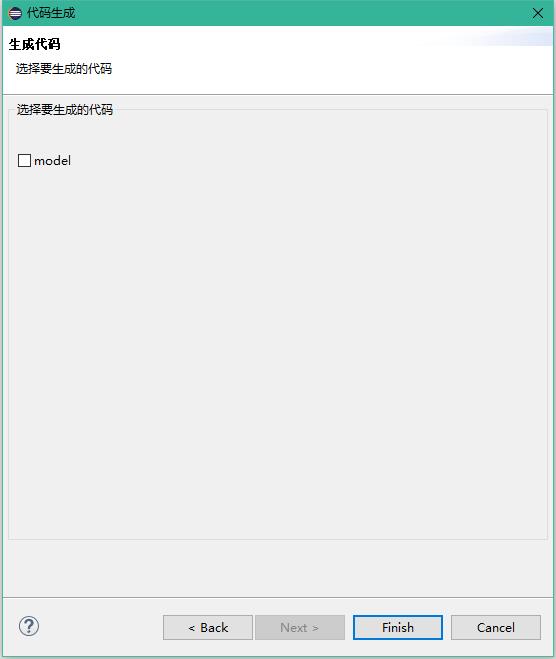 代码生成
生成代码
选择要生成的代码
选择要生成的代码
model
?
< Back
Next >
Finish
Cancel